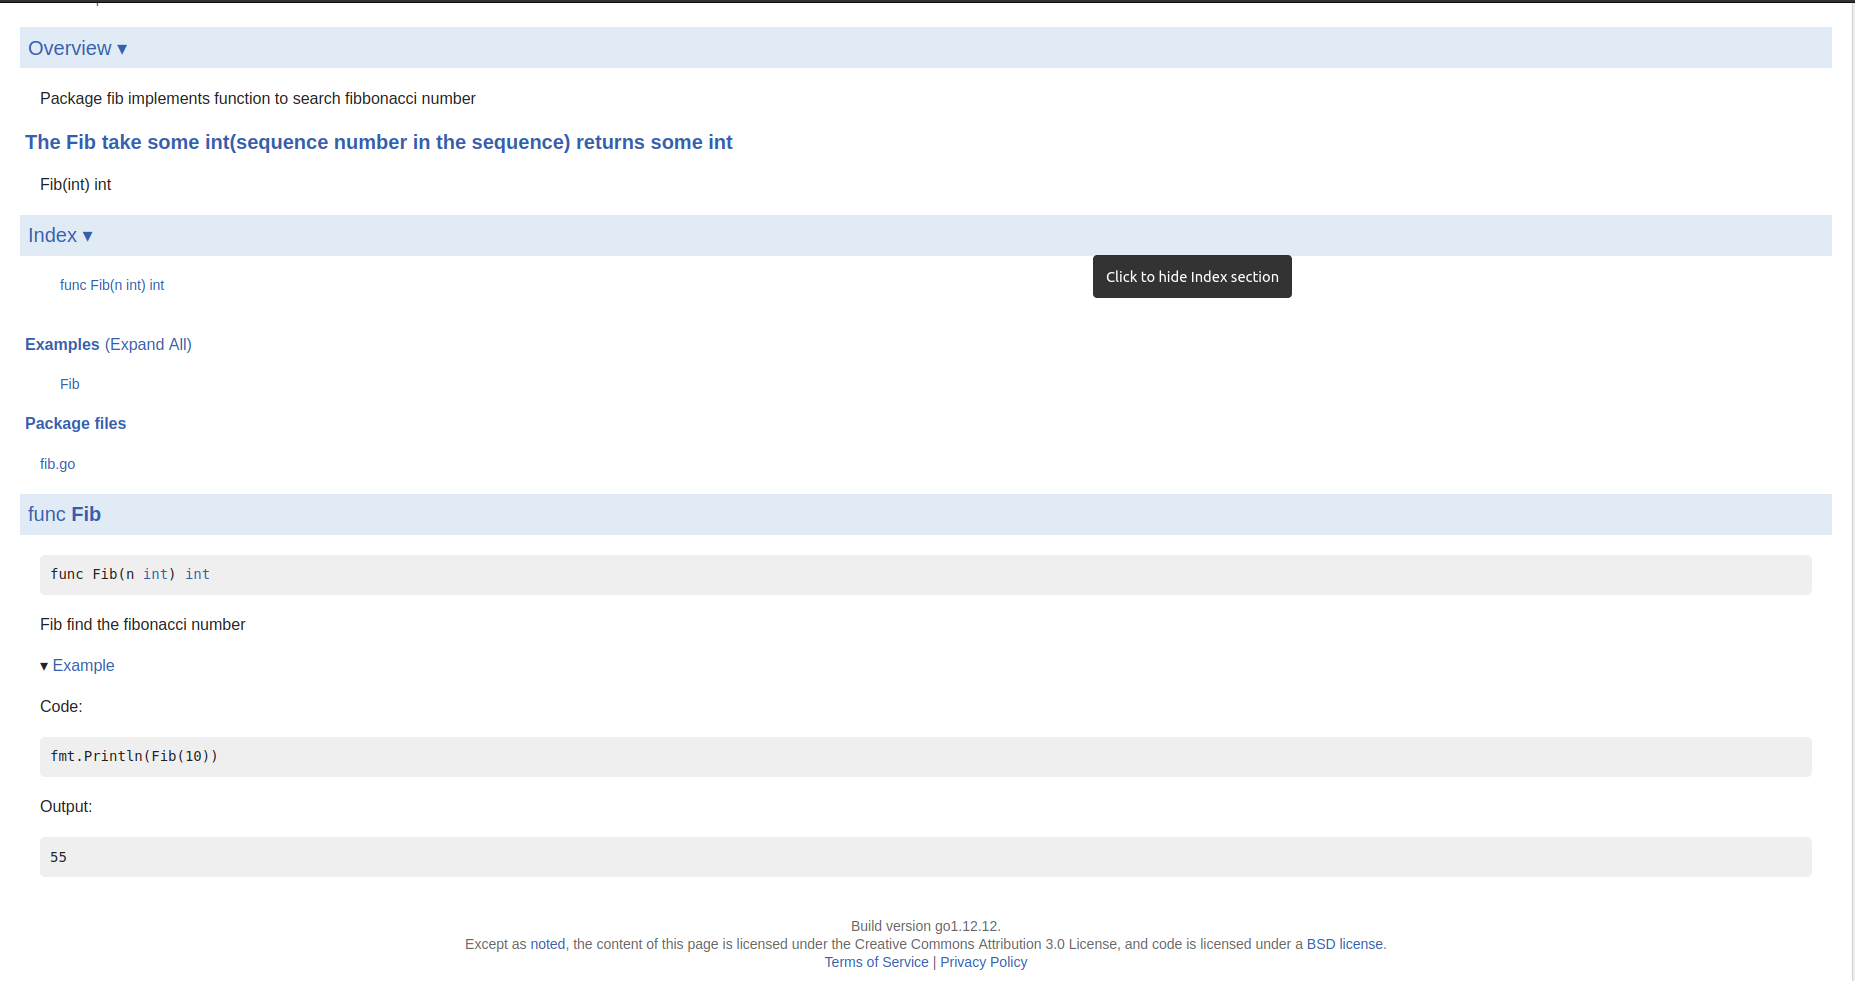 Overview ▾
Package fib implements function to search fibbonacci number
The Fib take some int(sequence number in the sequence) returns some int
Fib(int) int
Index ▾
Click to hide Index section
func Fib(n int) int
Examples (Expand All)
Fib
Package files
fib.go
func Fib
func Fib(n int) int
Fib find the fibonacci number
▾ Example
Code:
fmt.Println(Fib(10))
Output:
55
Build version go1.12.12.
Except as noted, the content of this page is licensed under the Creative Commons Attribution 3.0 License, and code is licensed under a BSD license.
Terms of Service | Privacy Policy